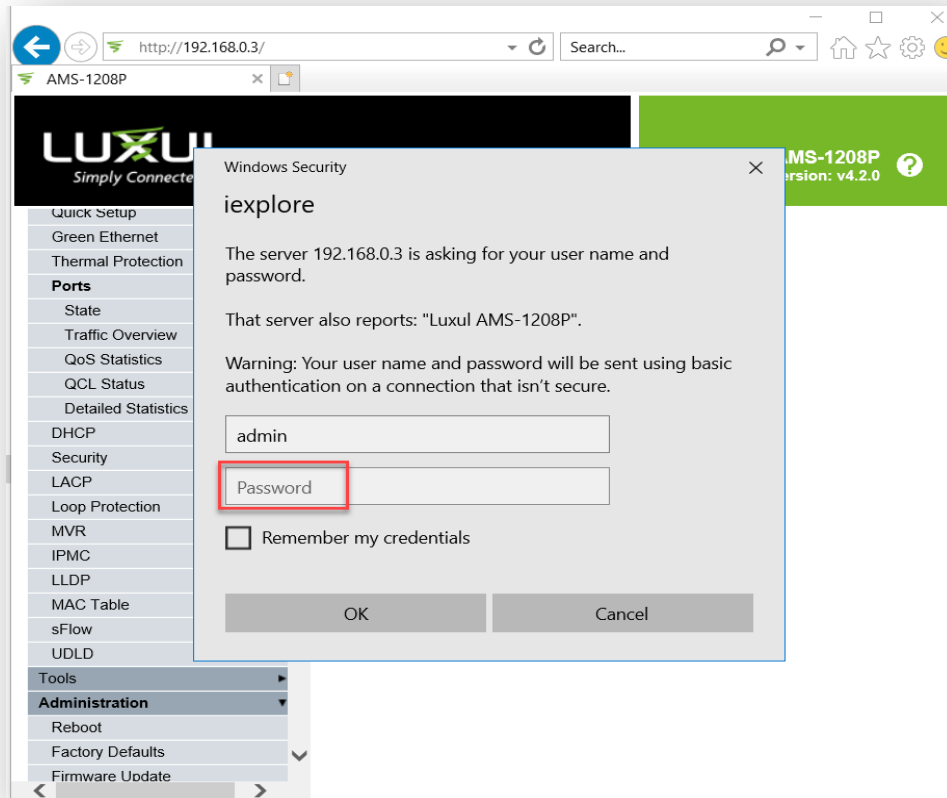 http://192.168.0.3/
Search...
AMS-1208P
LUXUL
Simply Connecte
AMS-1208P
ersion: v4.2.0
?
Windows Security
iexplore
The server 192.168.0.3 is asking for your user name and
password.
That server also reports: "Luxul AMS-1208P".
Warning: Your user name and password will be sent using basic
authentication on a connection that isn't secure.
admin
Password
Remember my credentials
OK
Cancel
Quick Setup
Green Ethernet
Thermal Protection
Ports
State
Traffic Overview
QoS Statistics
QCL Status
Detailed Statistics
DHCP
Security
LACP
Loop Protection
MVR
IPMC
LLDP
MAC Table
sFlow
UDLD
Tools
Administration
Reboot
Factory Defaults
Firmware Update